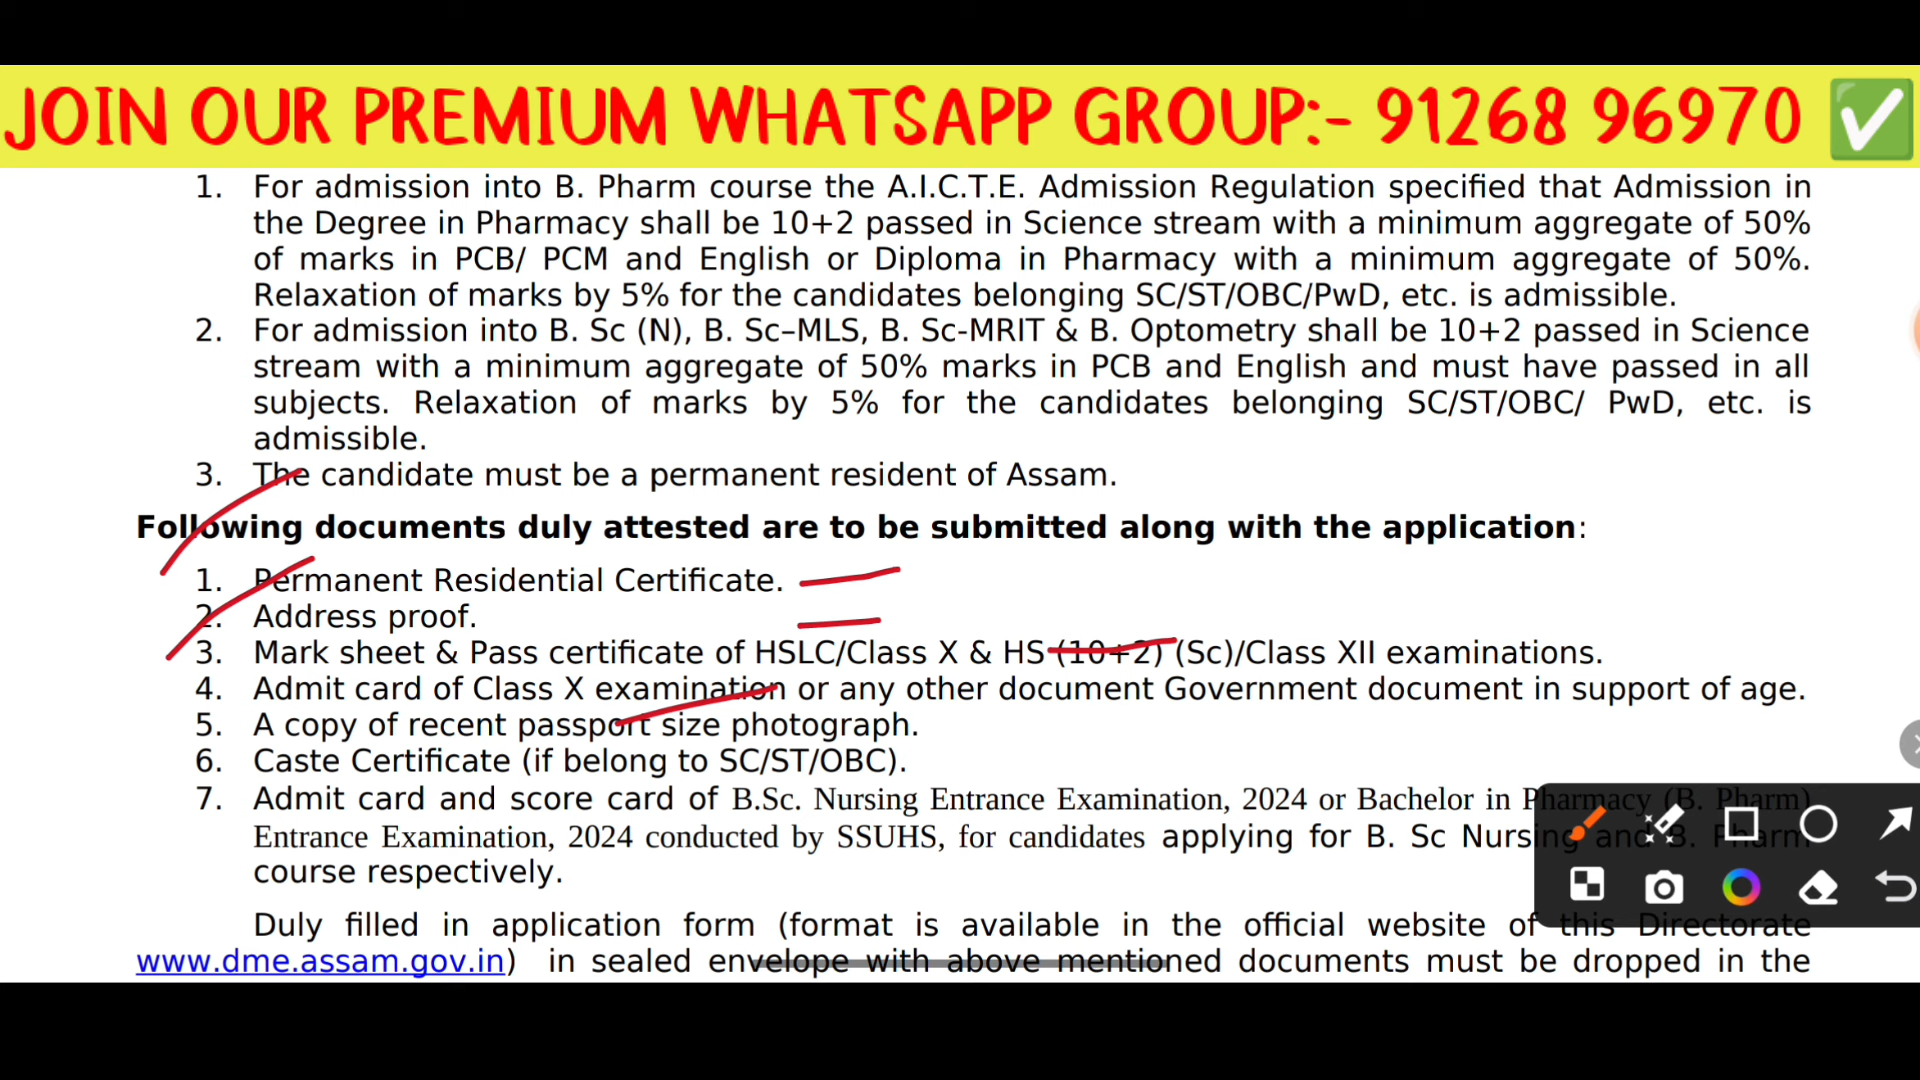 JOIN OUR PREMIUM WHATSAPP GROUP:- 91268 96970
1. For admission into B. Pharm course the A.I.C.T.E. Admission Regulation specified that Admission in
the Degree in Pharmacy shall be 10+2 passed in Science stream with a minimum aggregate of 50%
of marks in PCB/ PCM and English or Diploma in Pharmacy with a minimum aggregate of 50%.
Relaxation of marks by 5% for the candidates belonging SC/ST/OBC/PwD, etc. is admissible.
2. For admission into B. Sc (N), B. Sc–MLS, B. Sc-MRIT & B. Optometry shall be 10+2 passed in Science
stream with a minimum aggregate of 50% marks in PCB and English and must have passed in all
subjects. Relaxation of marks by 5% for the candidates belonging SC/ST/OBC/ PwD, etc. is
admissible.
3. The candidate must be a permanent resident of Assam.
Following documents duly attested are to be submitted along with the application:
1. Permanent Residential Certificate.
2. Address proof.
3. Mark sheet & Pass certificate of HSLC/Class X & HS (10+2) (Sc)/Class XII examinations.
4. Admit card of Class X examination or any other document Government document in support of age.
5. A copy of recent passport size photograph.
6. Caste Certificate (if belong to SC/ST/OBC).
7. Admit card and score card of B.Sc. Nursing Entrance Examination, 2024 or Bachelor in Pharmacy (B. Pharm)
Entrance Examination, 2024 conducted by SSUHS, for candidates applying for B. Sc Nursing and B. Pharm
course respectively.
Duly filled in application form (format is available in the official website of this Directorate
www.dme.assam.gov.in) in sealed envelope with above mentioned documents must be dropped in the